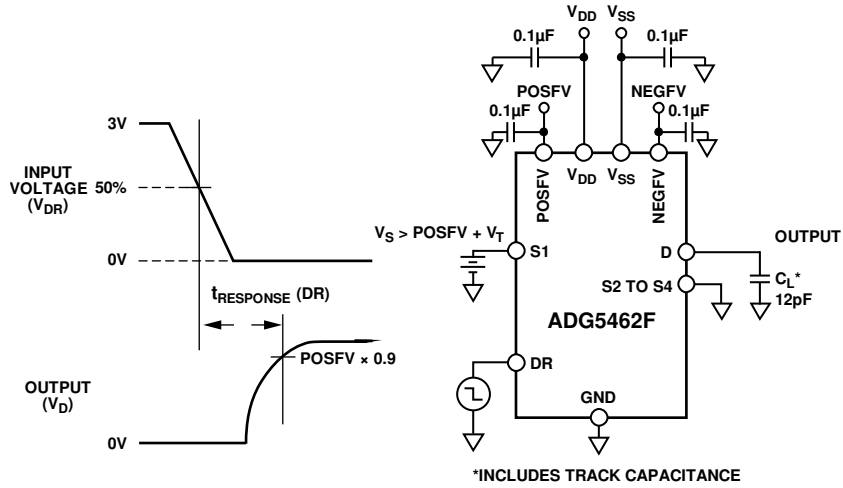 3V
INPUT
VOLTAGE 50%
(VDR)
0V
tRESPONSE (DR)
POSFV × 0.9
OUTPUT
(VD)
0V
VDD VSS
0.1µF 0.1µF
POSFV NEGFV
0.1µF 0.1µF
POSFV VDD VSS NEGFV
VS > POSFV + VT
S1
D
OUTPUT
CL*
12pF
S2 TO S4
ADG5462F
DR
GND
*INCLUDES TRACK CAPACITANCE